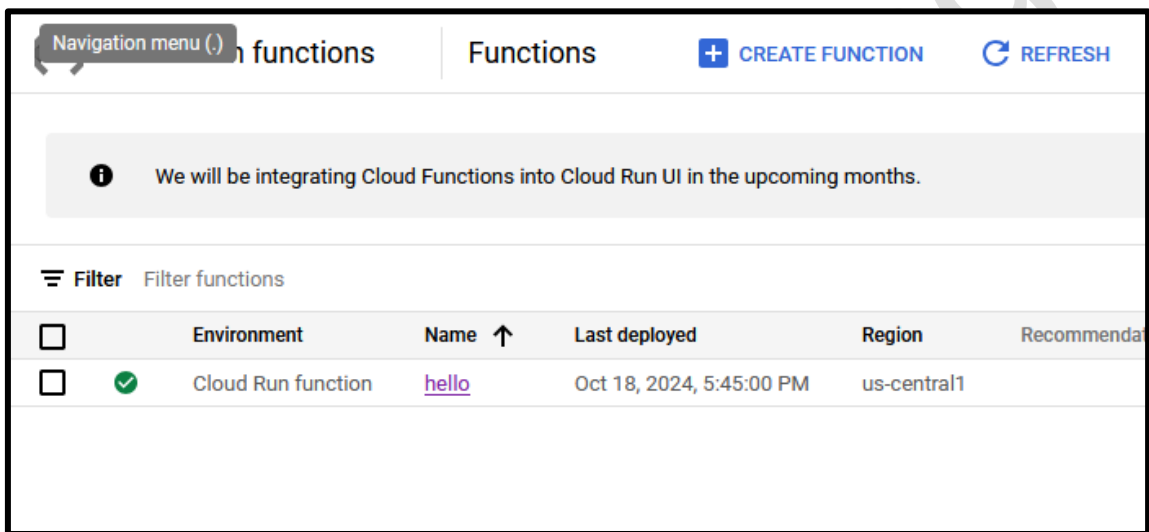 Navigation menu (.)
functions
Functions
CREATE FUNCTION
REFRESH
We will be integrating Cloud Functions into Cloud Run UI in the upcoming months.
Filter Filter functions
Environment Name Last deployed Region
Cloud Run function hello Oct 18, 2024, 5:45:00 PM us-central1